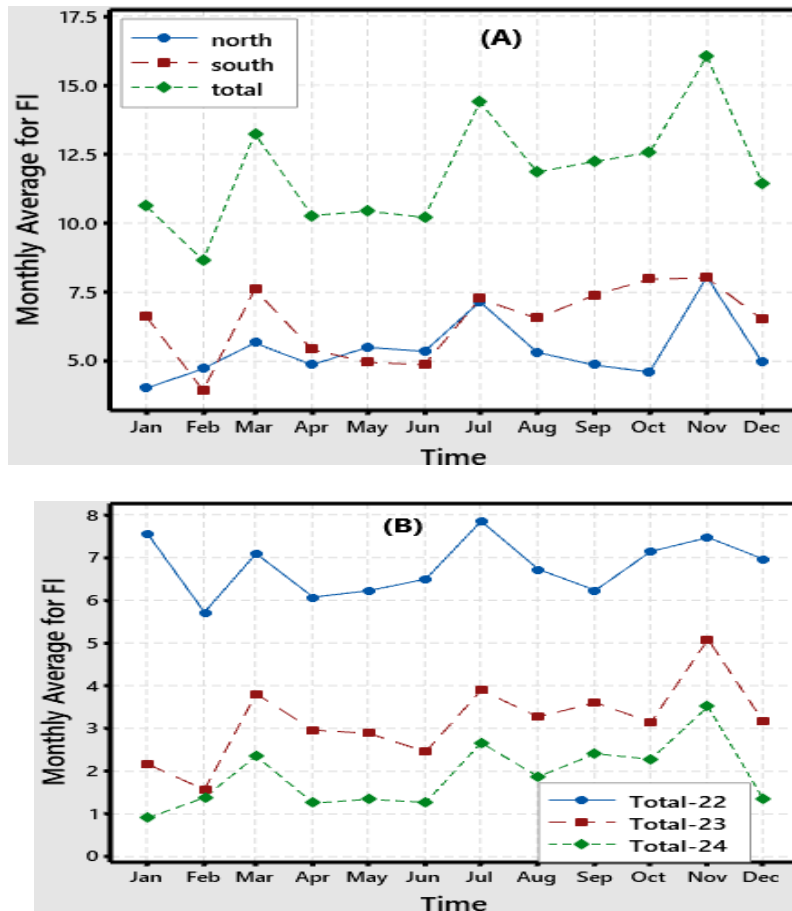 17.5
15.0
12.5
10.0
7.5
5.0
Monthly Average for FI
(A)
north
south
total
Jan Feb Mar Apr May Jun Jul Aug Sep Oct Nov Dec
Time
8
7
6
5
4
3
2
1
0
Monthly Average for FI
(B)
Total-22
Total-23
Total-24
Jan Feb Mar Apr May Jun Jul Aug Sep Oct Nov Dec
Time